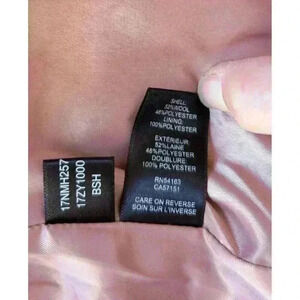 17NMH257
17ZY1000
BSH
SHELL:
52%WOOL
48%POLYESTER
LINING:
100%POLYESTER
EXTÉRIEUR:
52%LAINE
48%POLYESTER
DOUBLURE:
100% POLYESTER
RN54163
CA57151
CARE ON REVERSE
SOIN SUR L'INVERSE